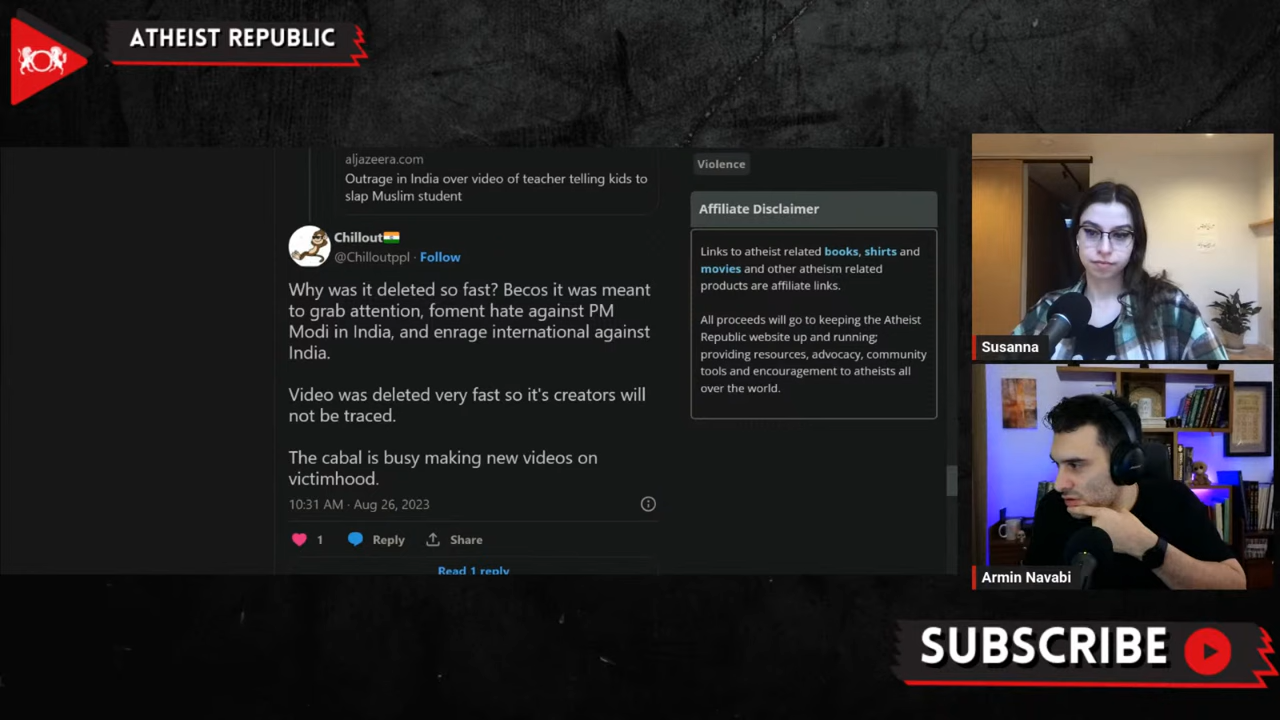 ATHEIST REPUBLIC
aljazeera.com
Outrage in India over video of teacher telling kids to
slap Muslim student
Chillout🇮🇳
@Chilloutppl · Follow
Why was it deleted so fast? Becos it was meant
to grab attention, foment hate against PM
Modi in India, and enrage international against
India.
Video was deleted very fast so it's creators will
not be traced.
The cabal is busy making new videos on
victimhood.
10:31 AM · Aug 26, 2023
1 Reply Share
Read 1 reply
Violence
Affiliate Disclaimer
Links to atheist related books, shirts and
movies and other atheism related
products are affiliate links.
All proceeds will go to keeping the Atheist
Republic website up and running;
providing resources, advocacy, community
tools and encouragement to atheists all
over the world.
Susanna
Armin Navabi
SUBSCRIBE